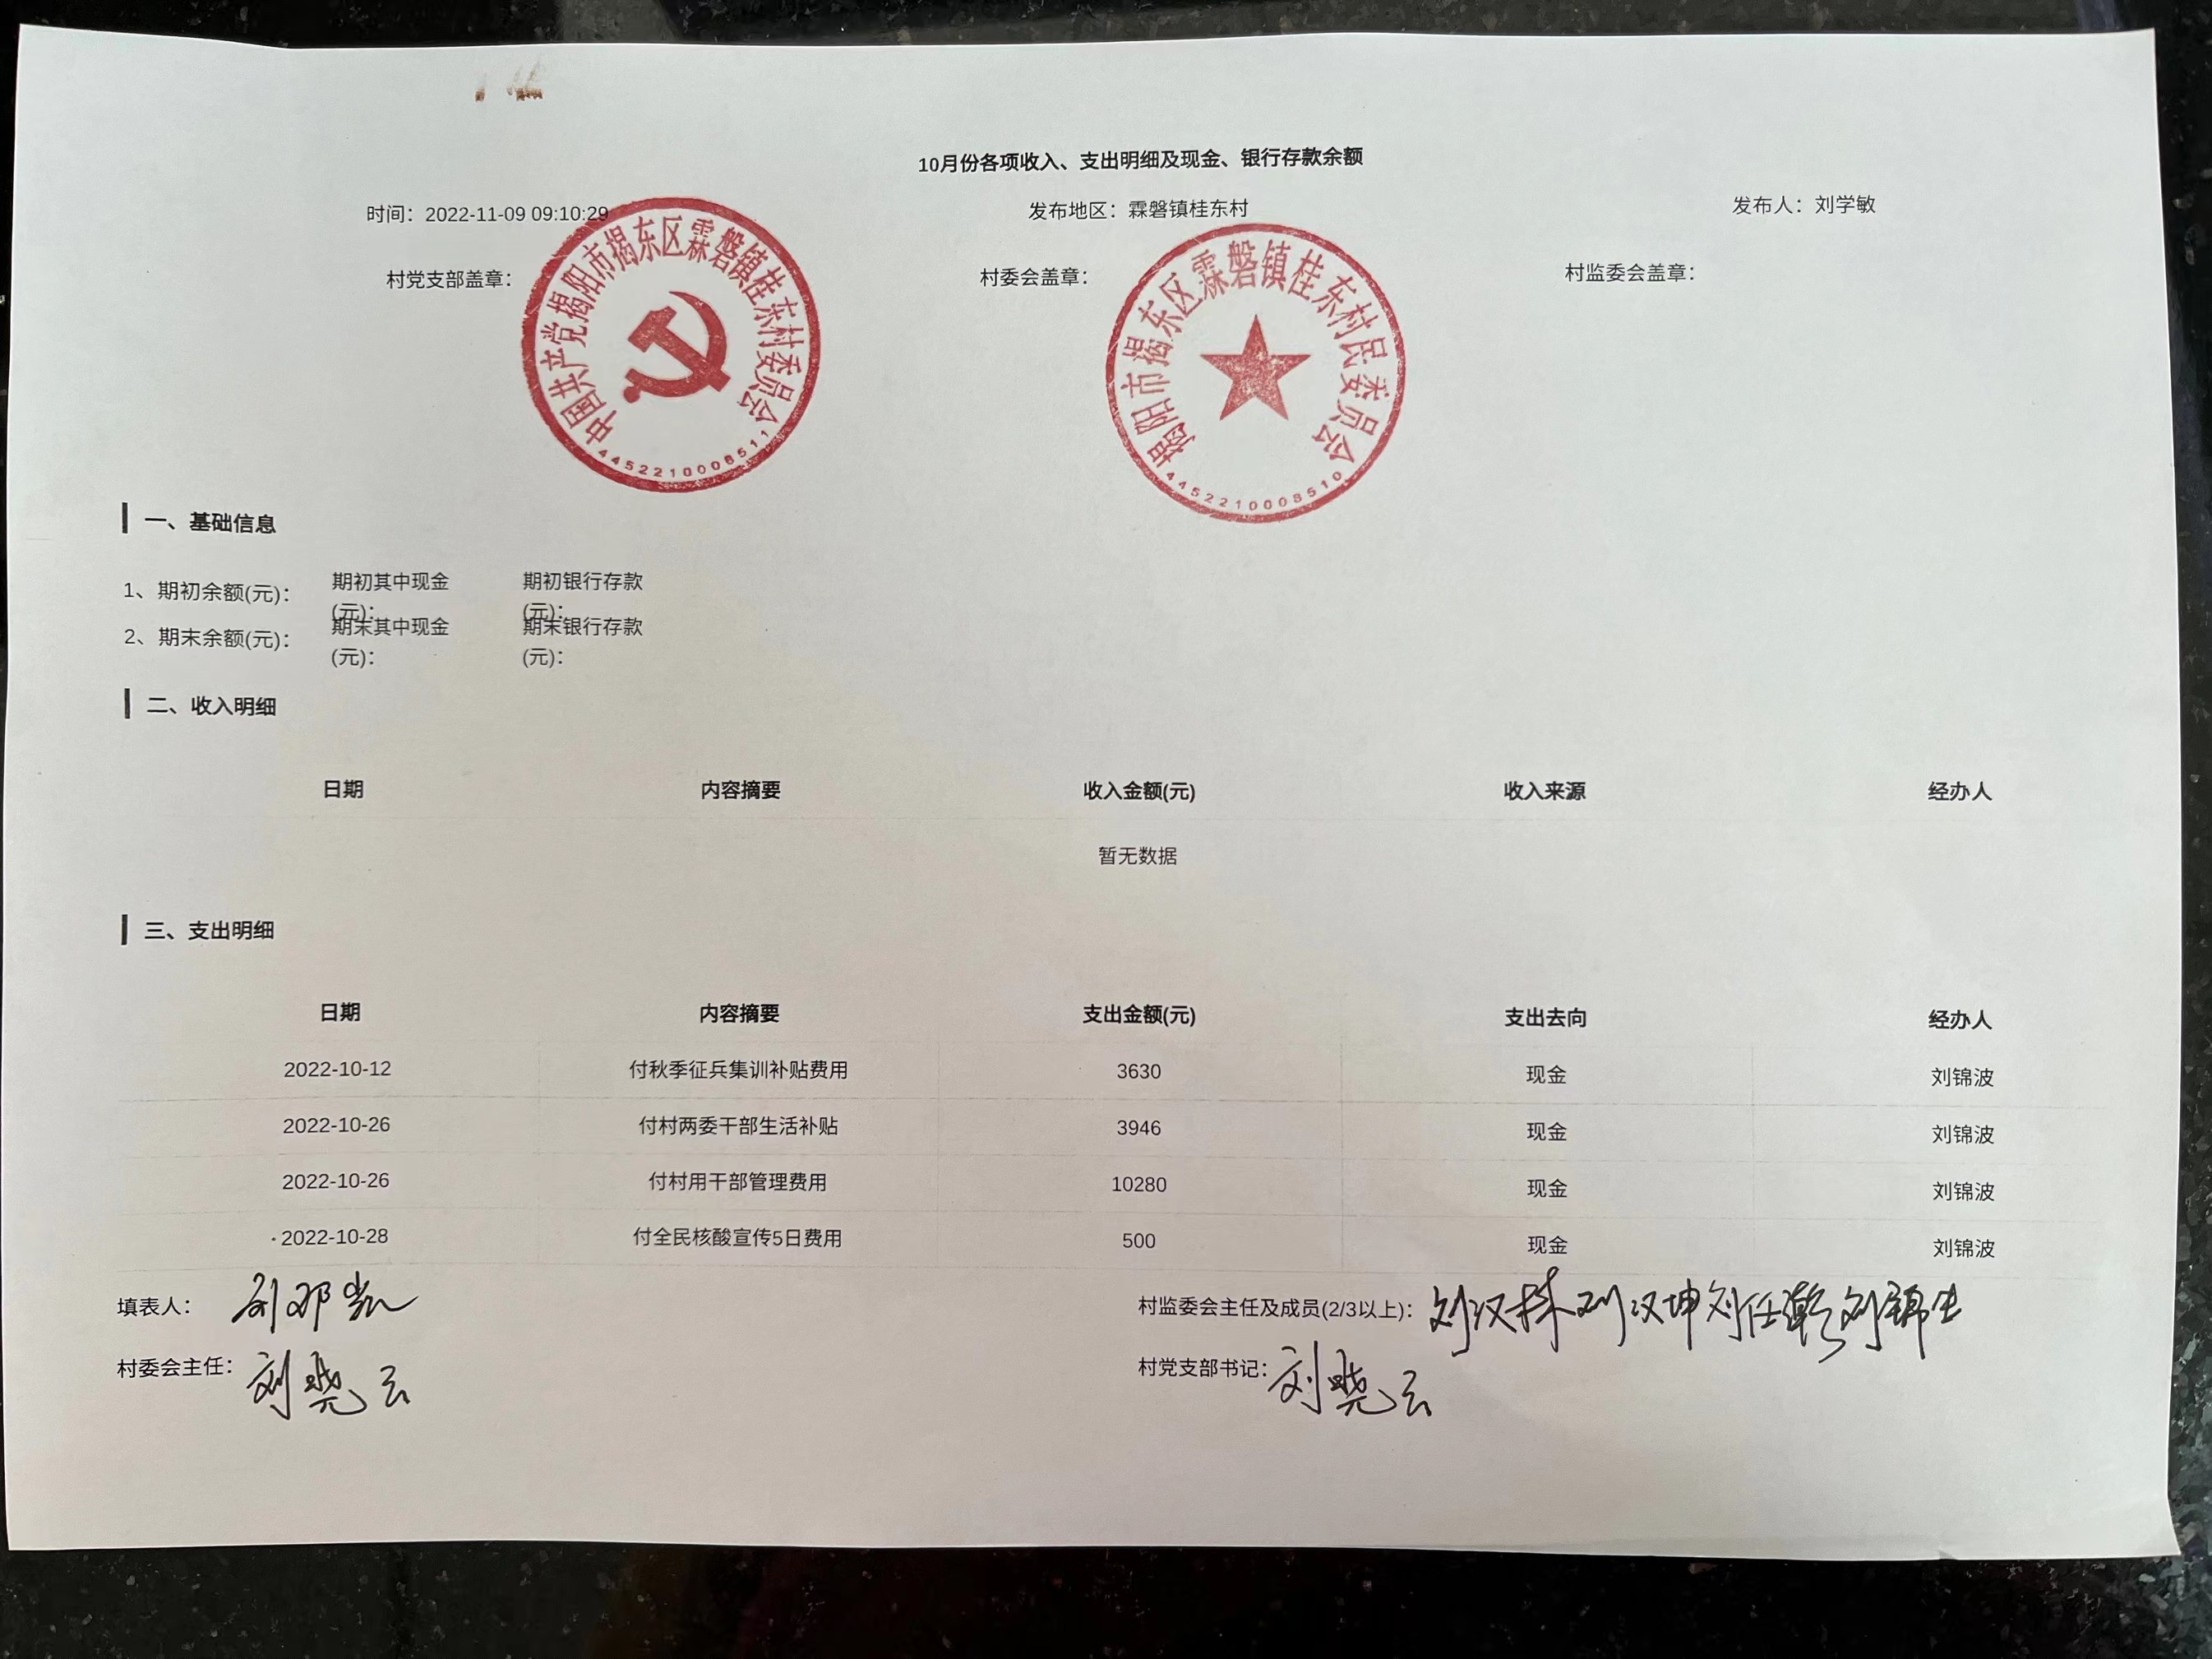 10月份各项收入、支出明细及现金、银行存款余额
时间：2022-11-09 09:10:29 发布地区：霖磐镇桂东村 发布人：刘学敏
村党支部盖章： 村委会盖章： 村监委会盖章：
中国共产党揭阳市揭东区霖磐镇桂东村委员会
4452210008511
揭阳市揭东区霖磐镇桂东村民委员会
4452210008510
一、基础信息
1、期初余额(元)： 期初其中现金(元)： 期初银行存款(元)：
2、期末余额(元)： 期末其中现金(元)： 期末银行存款(元)：
二、收入明细
日期 内容摘要 收入金额(元) 收入来源 经办人
暂无数据
三、支出明细
日期 内容摘要 支出金额(元) 支出去向 经办人
2022-10-12 付秋季征兵集训补贴费用 3630 现金 刘锦波
2022-10-26 付村两委干部生活补贴 3946 现金 刘锦波
2022-10-26 付村用干部管理费用 10280 现金 刘锦波
2022-10-28 付全民核酸宣传5日费用 500 现金 刘锦波
填表人： 村监委会主任及成员(2/3以上)： 刘汉坤
村委会主任：刘晓云 村党支部书记：刘晓云